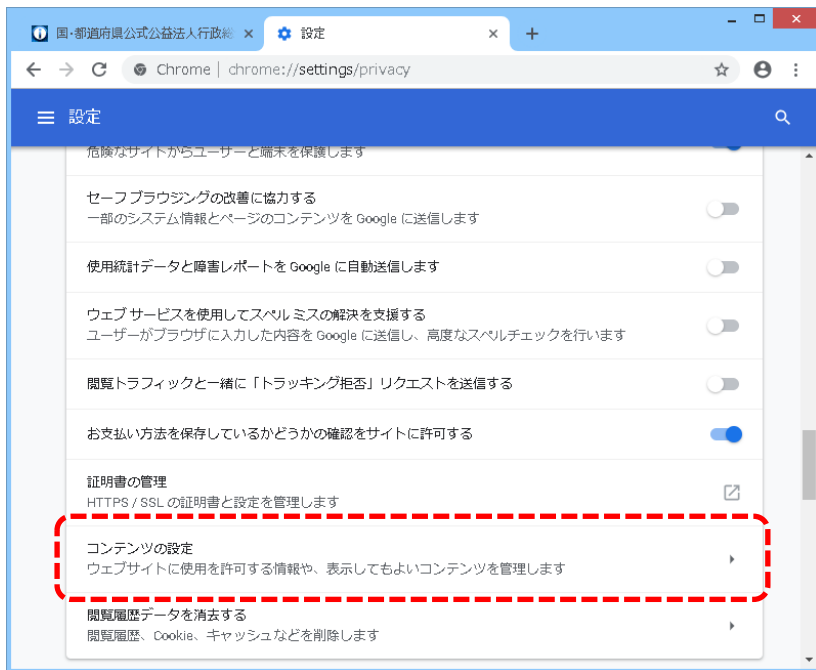 国・都道府県公式公益法人行政総
設定
Chrome | chrome://settings/privacy
設定
危険なサイトからユーザーと端末を保護します
セーフ ブラウジングの改善に協力する
一部のシステム情報とページのコンテンツを Google に送信します
使用統計データと障害レポートを Google に自動送信します
ウェブ サービスを使用してスペル ミスの解決を支援する
ユーザーがブラウザに入力した内容を Google に送信し、高度なスペルチェックを行います
閲覧トラフィックと一緒に「トラッキング拒否」リクエストを送信する
お支払い方法を保存しているかどうかの確認をサイトに許可する
証明書の管理
HTTPS / SSL の証明書と設定を管理します
コンテンツの設定
ウェブサイトに使用を許可する情報や、表示してもよいコンテンツを管理します
閲覧履歴データを消去する
閲覧履歴、Cookie、キャッシュなどを削除します